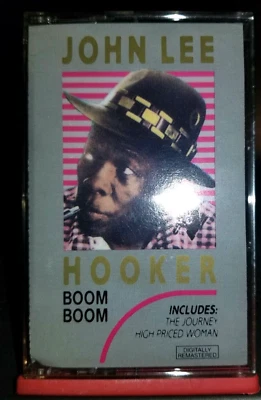 JOHN LEE
HOOKER
BOOM
BOOM
INCLUDES:
THE JOURNEY
HIGH PRICED WOMAN
DIGITALLY
REMASTERED